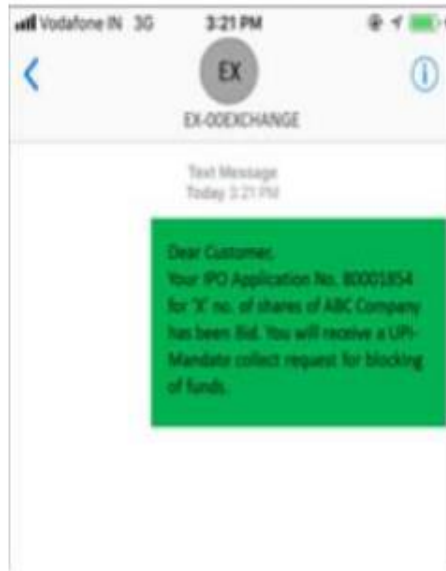 Vodafone IN 3G 3:21 PM
EX
EX-00EXCHANGE
Text Message
Today 3:21 PM
Dear Customer,
Your IPO Application No. 80001854
for 'X' no. of shares of ABC Company
has been Bid. You will receive a UPI-
Mandate collect request for blocking
of funds.